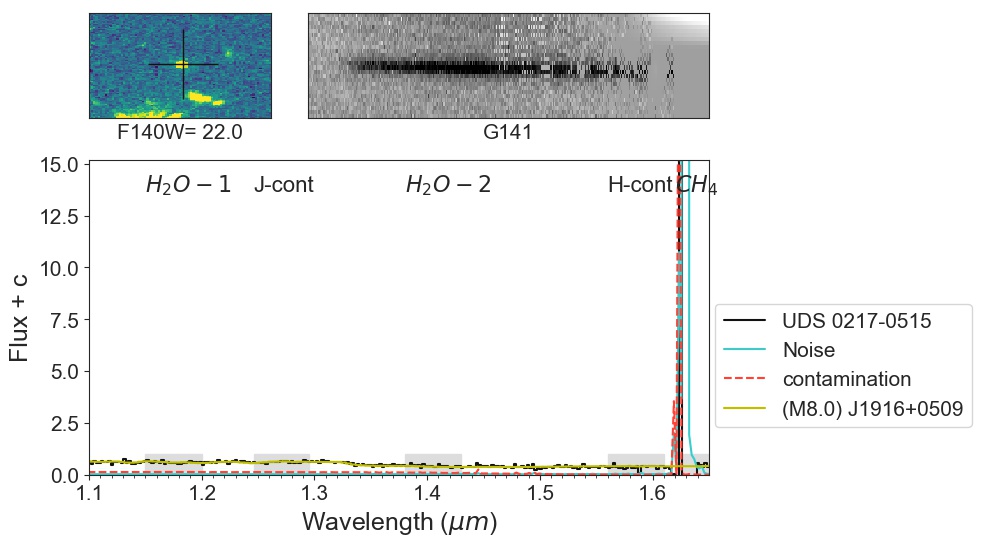 F140W= 22.0
G141
15.0
12.5
10.0
7.5
5.0
2.5
0.0
Flux + c
H₂O − 1
J-cont
H₂O − 2
H-cont
CH₄
1.1
1.2
1.3
1.4
1.5
1.6
Wavelength (μm)
UDS 0217-0515
Noise
contamination
(M8.0) J1916+0509